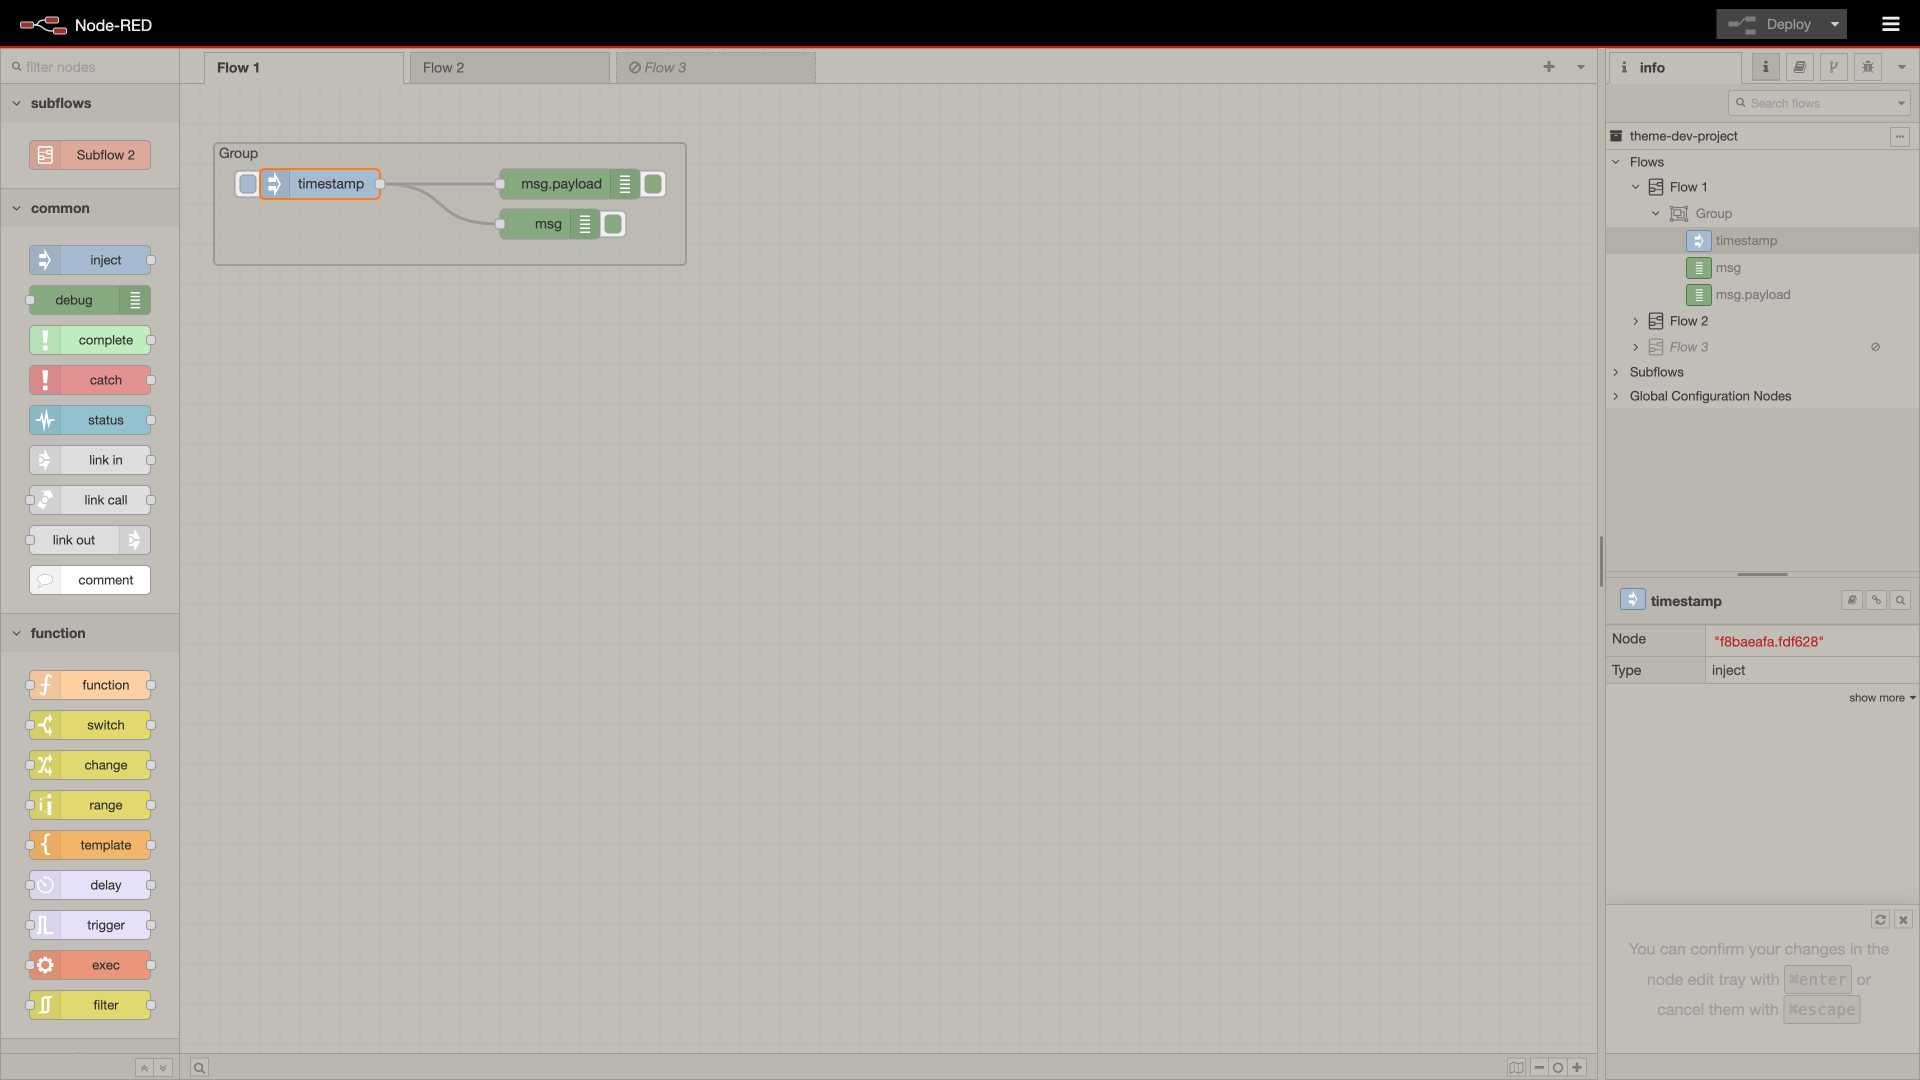 Node-RED
Deploy
filter nodes
Flow 1
Flow 2
Flow 3
info
Search flows
subflows
Subflow 2
common
inject
debug
complete
catch
status
link in
link call
link out
comment
function
function
switch
change
range
template
delay
trigger
exec
filter
Group
timestamp
msg.payload
msg
theme-dev-project
Flows
Flow 1
Group
timestamp
msg
msg.payload
Flow 2
Flow 3
Subflows
Global Configuration Nodes
timestamp
Node "f8baeafa.fdf628"
Type inject
show more
You can confirm your changes in the
node edit tray with ⌘enter or
cancel them with ⌘escape